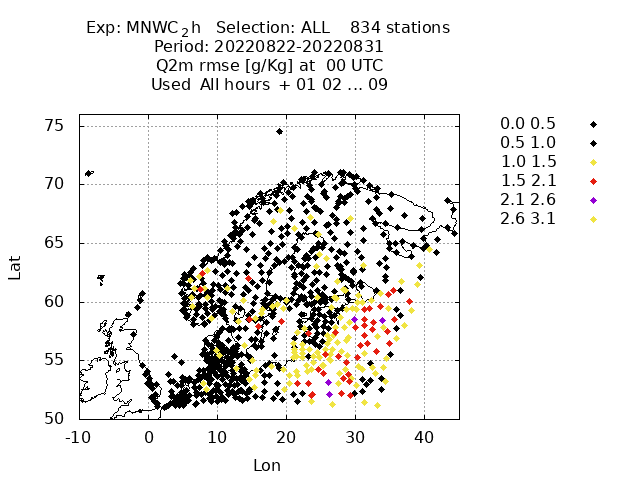 Exp: MNWC2h Selection: ALL 834 stations
Period: 20220822-20220831
Q2m rmse [g/Kg] at 00 UTC
Used All hours + 01 02 ... 09
0.0 0.5
0.5 1.0
1.0 1.5
1.5 2.1
2.1 2.6
2.6 3.1
75
70
65
60
55
50
Lat
-10 0 10 20 30 40
Lon